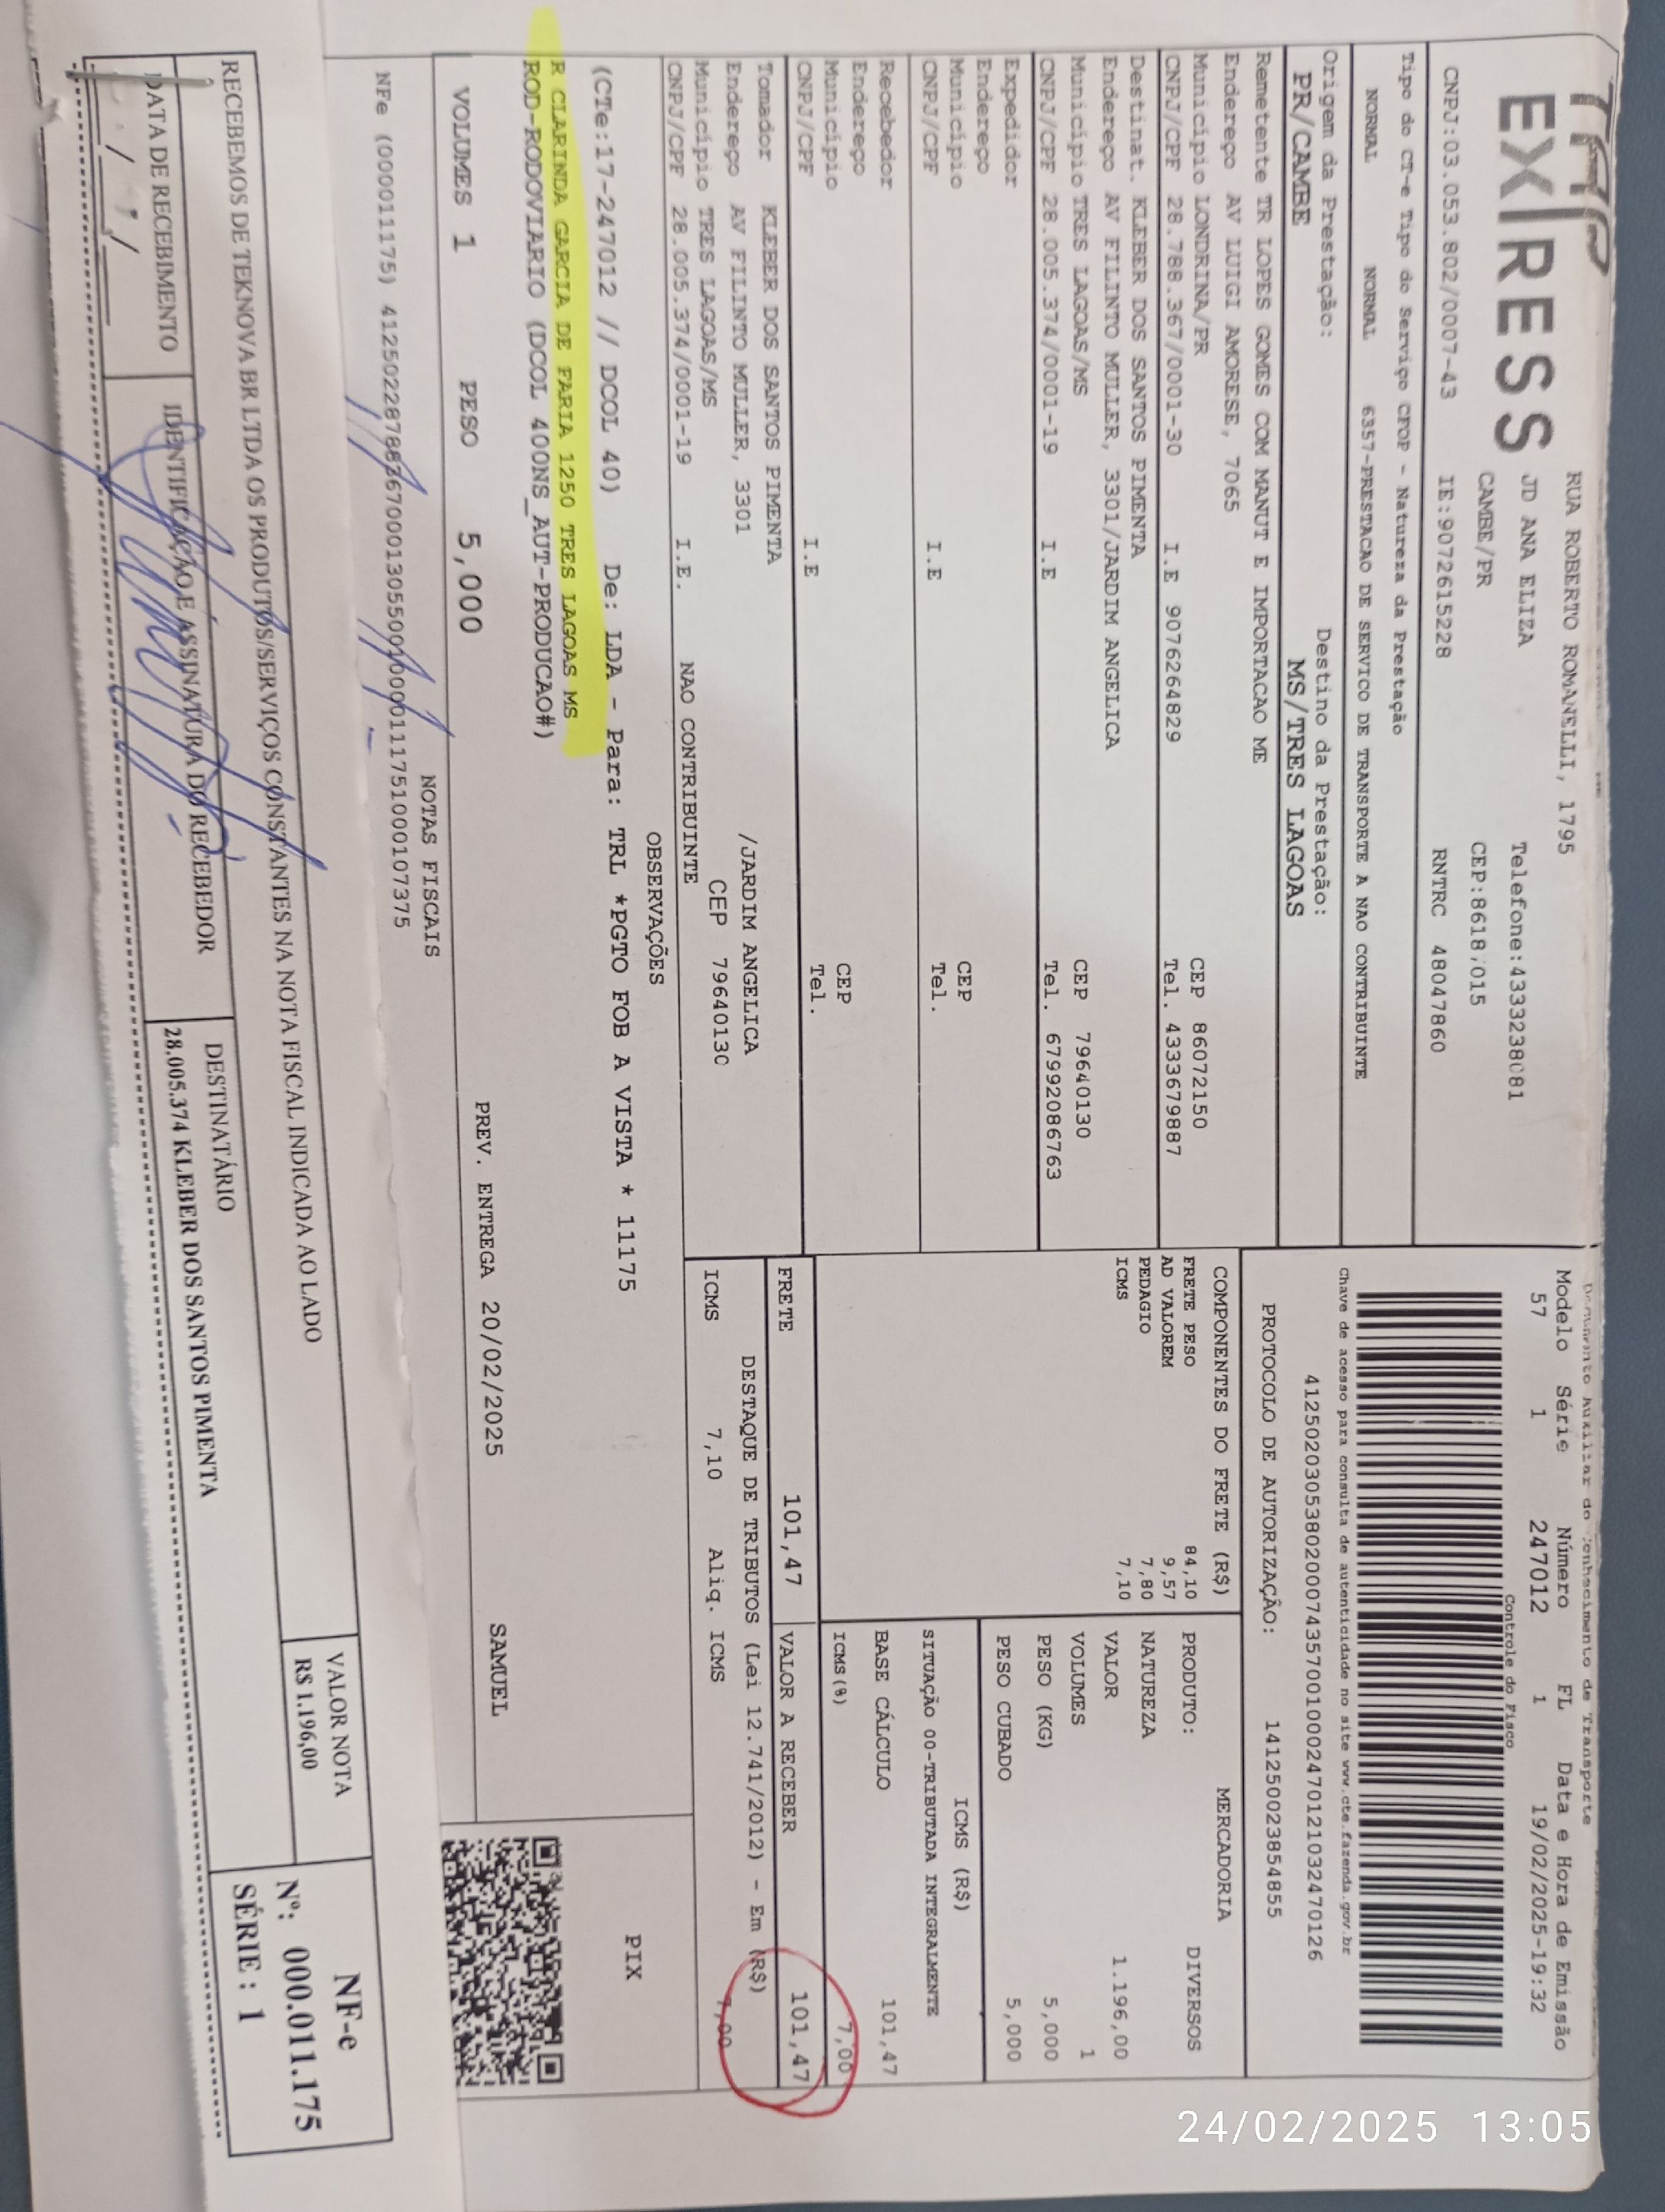 EX/RESS
RUA ROBERTO ROMANELLI, 1795
JD ANA ELIZA Telefone:4333238081
CAMBE/PR
CNPJ:03.053.802/0007-43 IE:9072615228 RNTRC 48047860
Tipo do CT-e Tipo do Serviço CFOP - Natureza da Prestação
NORMAL NORMAL 6357-PRESTACAO DE SERVICO DE TRANSPORTE A NAO CONTRIBUINTE
Origem da Prestação: Destino da Prestação:
PR/CAMBE MS/TRES LAGOAS
Remetente TR LOPES GOMES COM MANUT E IMPORTACAO ME
Endereço AV LUIGI AMORESE, 7065
Município LONDRINA/PR CEP 86072150
CNPJ/CPF 28.788.367/0001-30 I.E 9076264829 Tel. 4333679887
Destinat. KLEBER DOS SANTOS PIMENTA
Endereço AV FILINTO MULLER, 3301/JARDIM ANGELICA
Município TRES LAGOAS/MS CEP 79640130
CNPJ/CPF 28.005.374/0001-19 I.E Tel. 67992086763
Expedidor
Endereço
Município CEP
CNPJ/CPF I.E Tel.
Recebedor
Endereço
Município CEP
CNPJ/CPF I.E Tel.
Tomador KLEBER DOS SANTOS PIMENTA
Endereço AV FILINTO MULLER, 3301 /JARDIM ANGELICA
Município TRES LAGOAS/MS CEP 79640130
CNPJ/CPF 28.005.374/0001-19 I.E. NAO CONTRIBUINTE
Documento Auxiliar do Conhecimento de Transporte
Modelo Série Número FL Data e Hora de Emissão
57 1 247012 1 19/02/2025-19:32
Controle do Fisco
Chave de acesso para consulta de autenticidade no site www.cte.fazenda.gov.br
41250203053802000743570010002470121032470126
PROTOCOLO DE AUTORIZAÇÃO: 141250023854855
COMPONENTES DO FRETE (R$)
FRETE PESO 84,10
AD VALOREM 9,57
PEDAGIO 7,80
ICMS 7,10
MERCADORIA
PRODUTO: DIVERSOS
NATUREZA
VALOR 1.196,00
VOLUMES 1
PESO (KG) 5,000
PESO CUBADO 5,000
ICMS (R$)
SITUAÇÃO 00-TRIBUTADA INTEGRALMENTE
BASE CÁLCULO 101,47
ICMS(%) 7,00
FRETE 101,47 VALOR A RECEBER 101,47
DESTAQUE DE TRIBUTOS (Lei 12.741/2012) - Em (R$)
ICMS 7,10 Aliq. ICMS 7,00
OBSERVAÇÕES
(CTe:17-247012 // DCOL 40) De: LDA - Para: TRL *PGTO FOB A VISTA * 11175
R CLARINDA GARCIA DE FARIA 1250 TRES LAGOAS MS
ROD-RODOVIARIO (DCOL 400NS_AUT-PRODUCAO#)
PIX
VOLUMES 1 PESO 5,000 PREV. ENTREGA 20/02/2025 SAMUEL
NOTAS FISCAIS
NFe (000011175) 41250228788367000130550010000111751000107375
RECEBEMOS DE TEKNOVA BR LTDA OS PRODUTOS/SERVIÇOS CONSTANTES NA NOTA FISCAL INDICADA AO LADO
DATA DE RECEBIMENTO IDENTIFICAÇÃO E ASSINATURA DO RECEBEDOR
DESTINATÁRIO
28.005.374 KLEBER DOS SANTOS PIMENTA
VALOR NOTA
R$ 1.196,00
NF-e
Nº: 000.011.175
SÉRIE : 1
24/02/2025 13:05